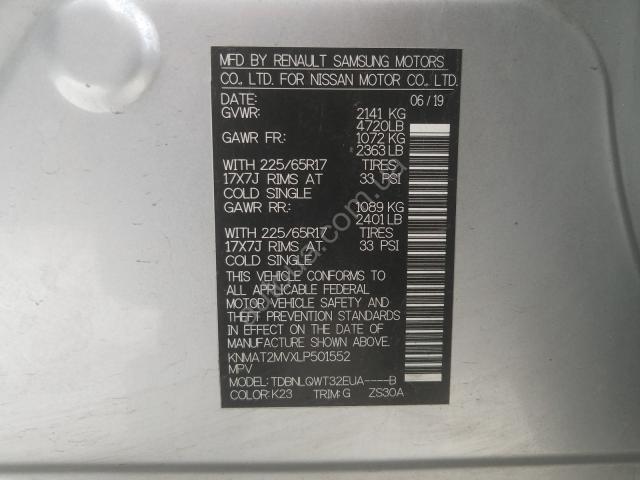 MFD BY RENAULT SAMSUNG MOTORS
CO., LTD. FOR NISSAN MOTOR CO., LTD.
DATE: 06/19
GVWR: 2141 KG
4720LB
GAWR FR: 1072 KG
2363 LB
WITH 225/65R17 TIRES
17X7J RIMS AT 33 PSI
COLD SINGLE
GAWR RR: 1089 KG
2401 LB
WITH 225/65R17 TIRES
17X7J RIMS AT 33 PSI
COLD SINGLE
THIS VEHICLE CONFORMS TO
ALL APPLICABLE FEDERAL
MOTOR VEHICLE SAFETY AND
THEFT PREVENTION STANDARDS
IN EFFECT ON THE DATE OF
MANUFACTURE SHOWN ABOVE.
KNMAT2MVXLP501552
MPV
MODEL: TDBNLQWT32EUA----B
COLOR: K23 TRIM: G ZS30A